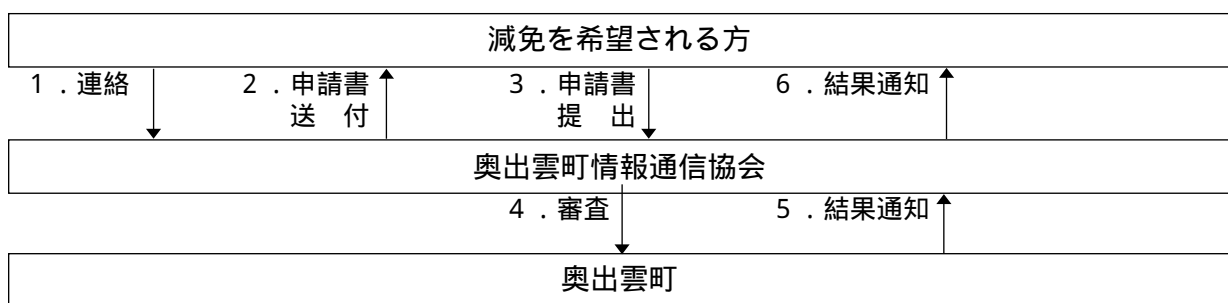 減免を希望される方
1．連絡
2．申請書
送　付
3．申請書
提　出
6．結果通知
奥出雲町情報通信協会
4．審査
5．結果通知
奥出雲町